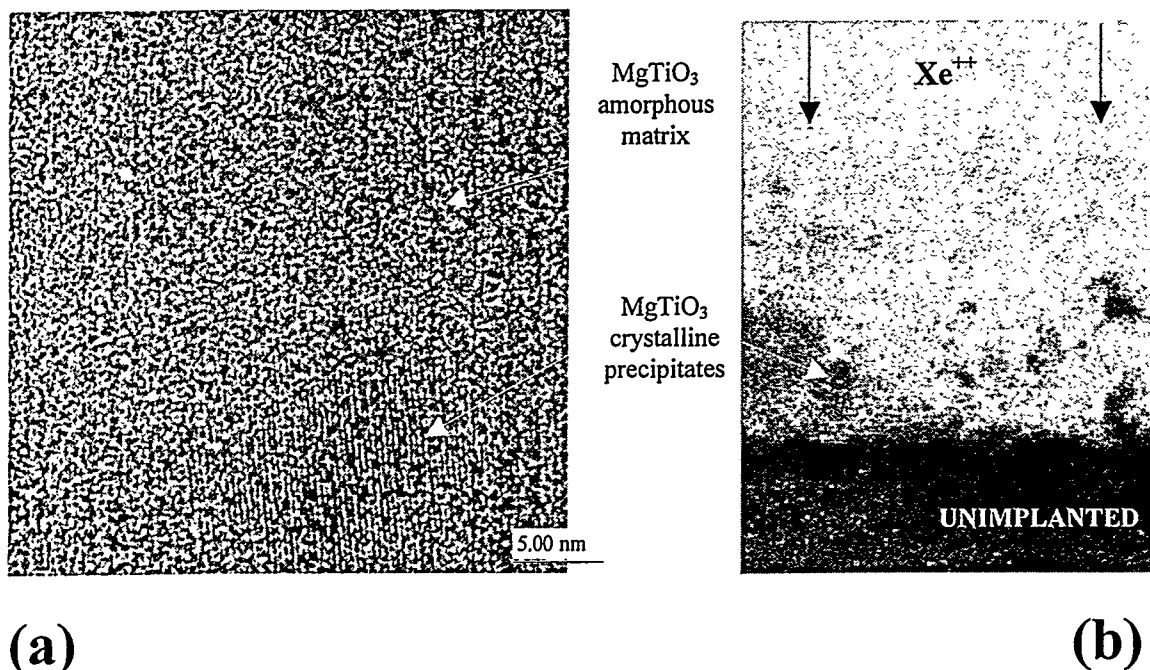 MgTiO₃
amorphous
matrix
MgTiO₃
crystalline
precipitates
5.00 nm
Xe⁺⁺
UNIMPLANTED
(a)
(b)